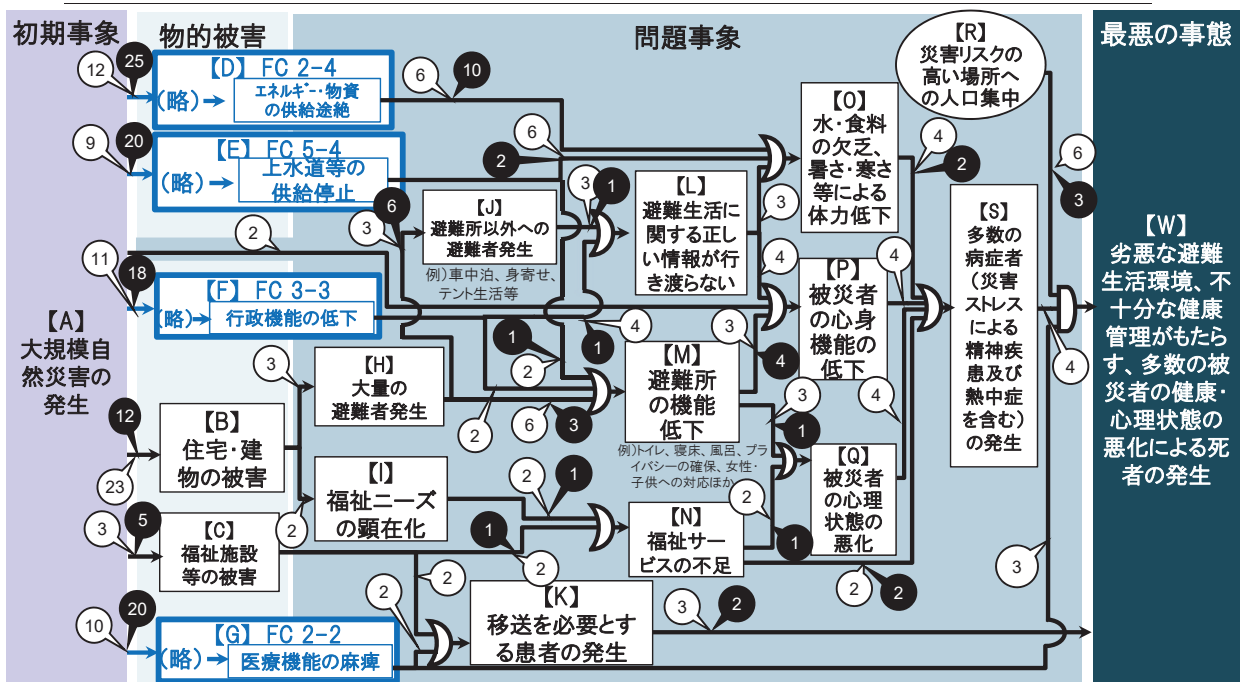 初期事象
物的被害
問題事象
最悪の事態
【A】
大規模自
然災害の
発生
12
25
9
20
11
18
12
23
3
5
10
20
【D】 FC 2-4
(略)→
エネルギー・物資
の供給途絶
【E】 FC 5-4
(略)→
上水道等の
供給停止
【F】 FC 3-3
(略)→
行政機能の低下
【B】
住宅・建
物の被害
【C】
福祉施設
等の被害
【G】 FC 2-2
(略)→
医療機能の麻痺
6
10
2
3
6
【J】
避難所以外への
避難者発生
例)車中泊、身寄せ、
テント生活等
3
【H】
大量の
避難者発生
2
【I】
福祉ニーズ
の顕在化
6
2
3
1
【L】
避難生活に
関する正し
い情報が行
き渡らない
3
4
1
2
4
1
2
6
3
【M】
避難所
の機能
低下
例)トイレ、寝床、風呂、プラ
イバシーの確保、女性・
子供への対応ほか
3
4
3
1
2
1
1
2
【N】
福祉サー
ビスの不足
2
1
2
2
2
2
【K】
移送を必要とす
る患者の発生
3
2
【R】
災害リスクの
高い場所へ
の人口集中
【O】
水・食料
の欠乏、
暑さ・寒さ
等による
体力低下
4
2
【P】
被災者
の心身
機能の
低下
4
4
【Q】
被災者
の心理
状態の
悪化
【S】
多数の
病症者
(災害
ストレス
による
精神疾
患及び
熱中症
を含む)
の発生
6
3
4
3
【W】
劣悪な避難
生活環境、不
十分な健康
管理がもたら
す、多数の被
災者の健康・
心理状態の
悪化による死
者の発生